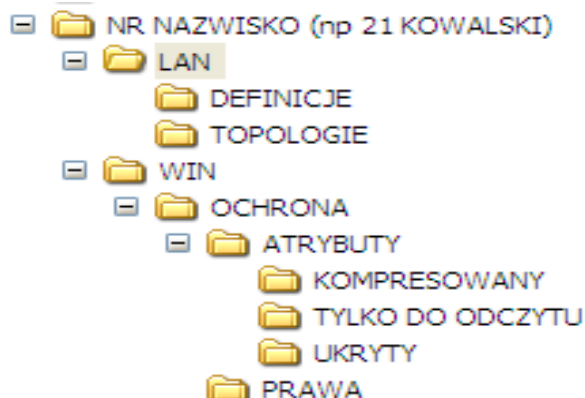 NR NAZWISKO (np 21 KOWALSKI)
LAN
DEFINICJE
TOPOLOGIE
WIN
OCHRONA
ATRYBUTY
KOMPRESOWANY
TYLKO DO ODCZYTU
UKRYTY
PRAWA